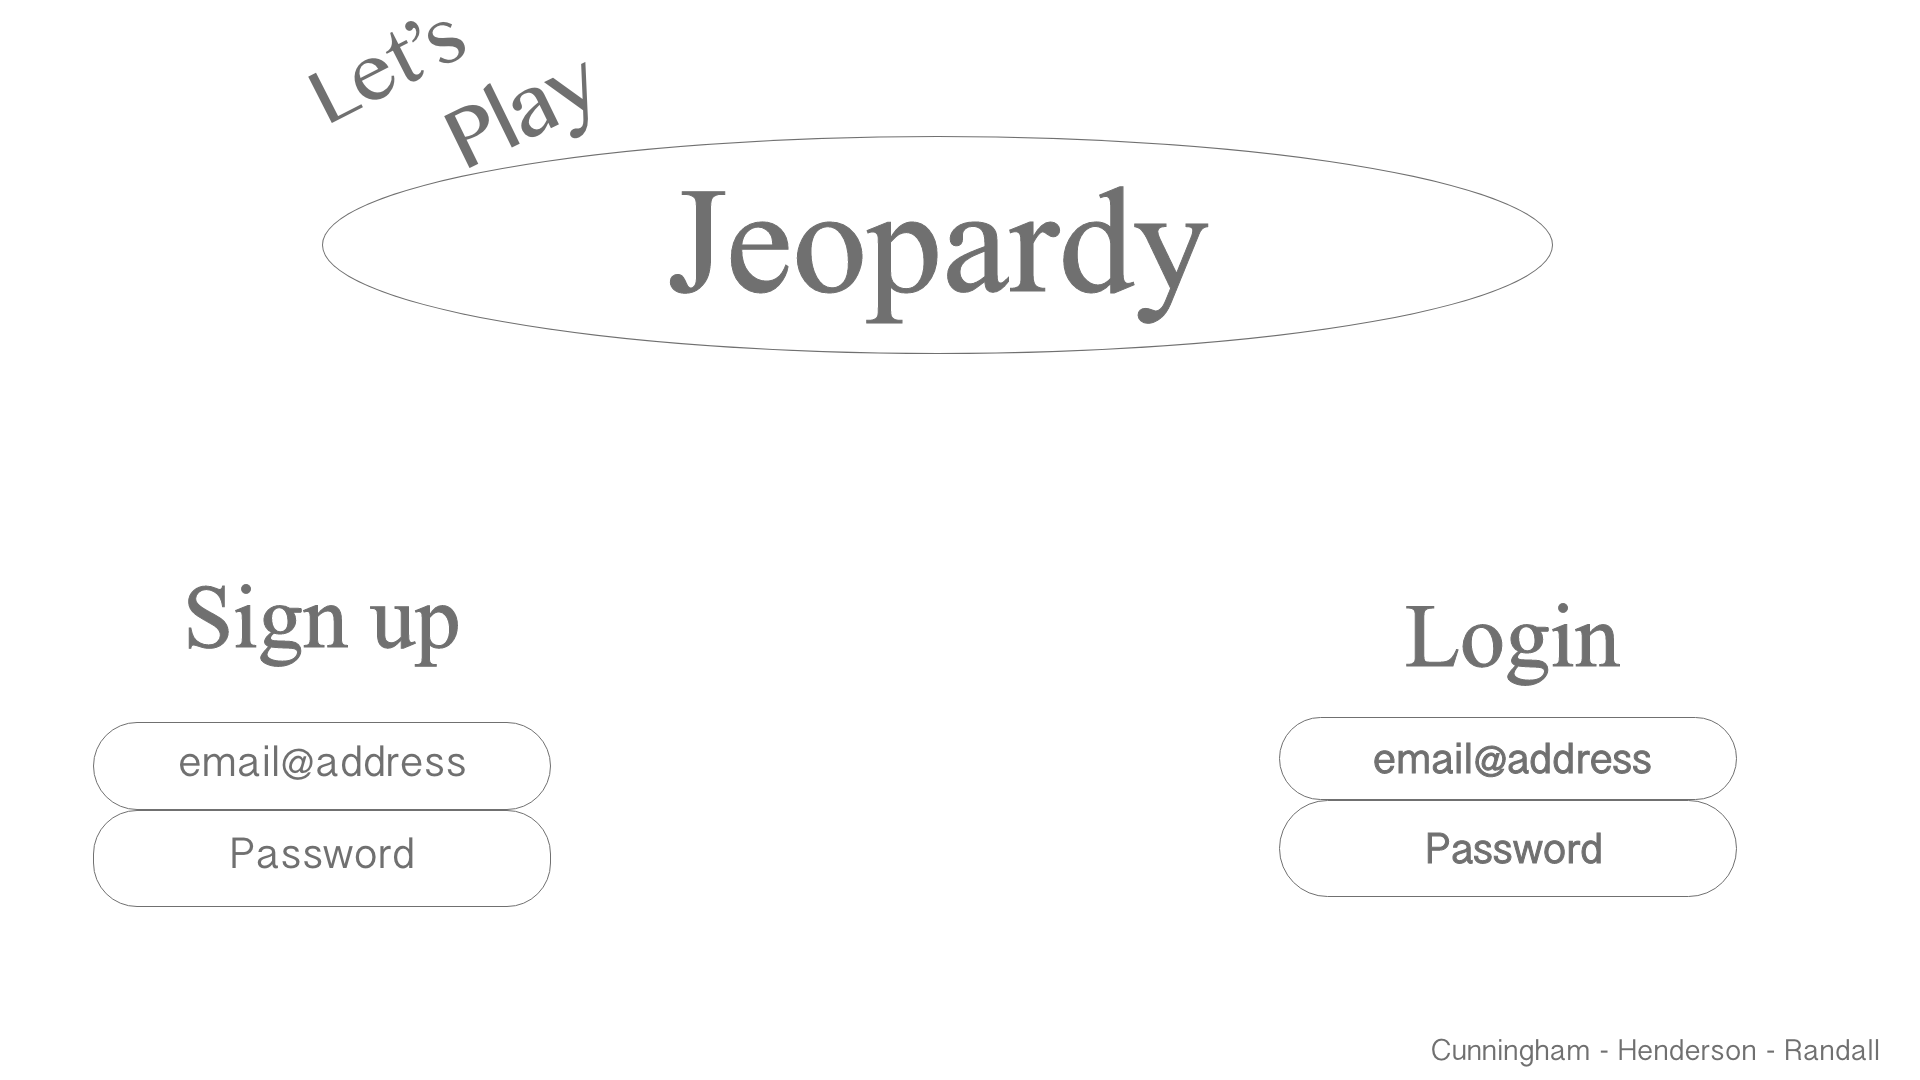 Let's
Play
Jeopardy
Sign up
email@address
Password
Login
email@address
Password
Cunningham - Henderson - Randall